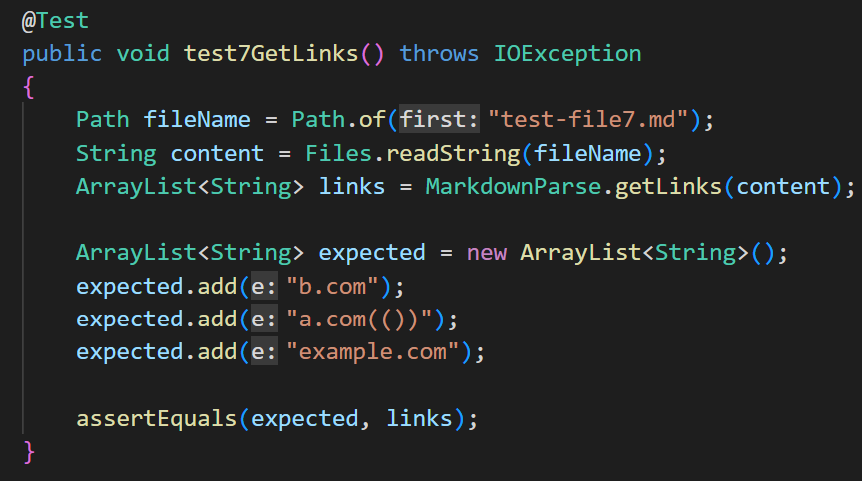 @Test
public void test7GetLinks() throws IOException
{
    Path fileName = Path.of(first: "test-file7.md");
    String content = Files.readString(fileName);
    ArrayList<String> links = MarkdownParse.getLinks(content);

    ArrayList<String> expected = new ArrayList<String>();
    expected.add(e: "b.com");
    expected.add(e: "a.com(())");
    expected.add(e: "example.com");

    assertEquals(expected, links);
}